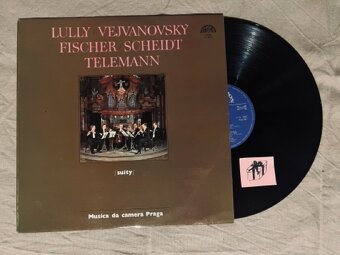 LULLY VEJVANOVSKÝ
FISCHER SCHEIDT
TELEMANN
/suity/
Musica da camera Praga